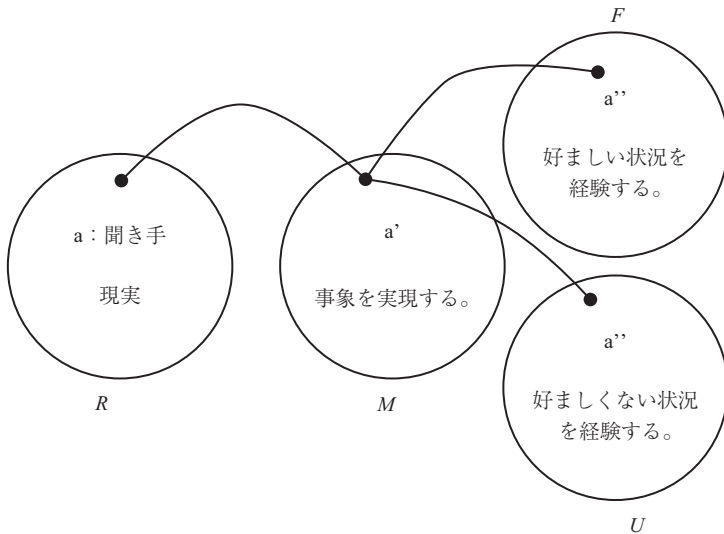 F
a''
好ましい状況を
経験する。
a：聞き手
現実
R
a'
事象を実現する。
M
a''
好ましくない状況
を経験する。
U